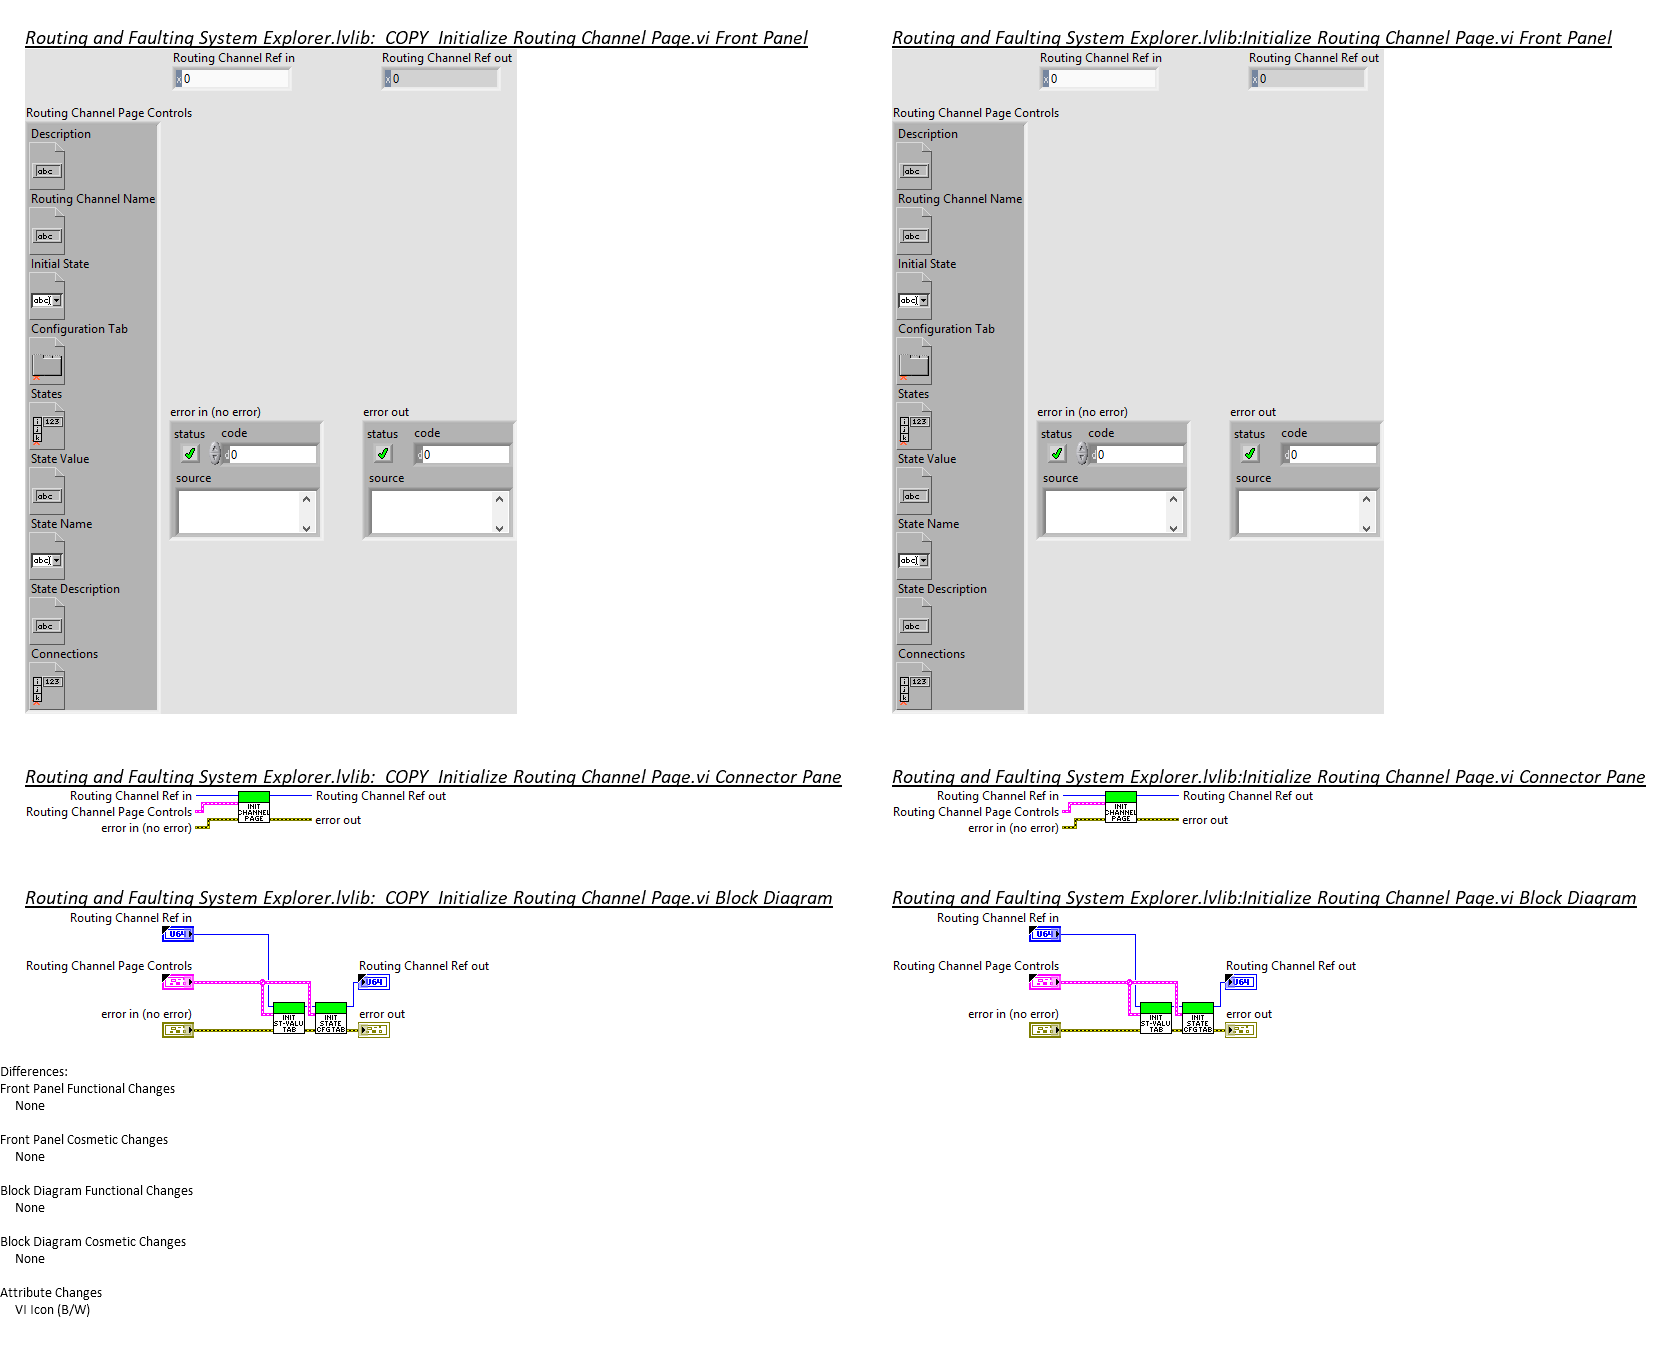 Routing and Faulting System Explorer.lvlib:_COPY_Initialize Routing Channel Page.vi Front Panel
Routing Channel Ref in
Routing Channel Ref out
x 0
x 0
Routing Channel Page Controls
Description
abc
Routing Channel Name
abc
Initial State
abc
Configuration Tab
States
i
j
k
123
State Value
abc
State Name
abc
State Description
abc
Connections
i
j
k
123
error in (no error)
status code
d 0
source
error out
status code
d 0
source
Routing and Faulting System Explorer.lvlib:Initialize Routing Channel Page.vi Front Panel
Routing Channel Ref in
Routing Channel Ref out
x 0
x 0
Routing Channel Page Controls
Description
abc
Routing Channel Name
abc
Initial State
abc
Configuration Tab
States
i
j
k
123
State Value
abc
State Name
abc
State Description
abc
Connections
i
j
k
123
error in (no error)
status code
d 0
source
error out
status code
d 0
source
Routing and Faulting System Explorer.lvlib:_COPY_Initialize Routing Channel Page.vi Connector Pane
Routing Channel Ref in
Routing Channel Page Controls
error in (no error)
INIT
CHANNEL
PAGE
Routing Channel Ref out
error out
Routing and Faulting System Explorer.lvlib:Initialize Routing Channel Page.vi Connector Pane
Routing Channel Ref in
Routing Channel Page Controls
error in (no error)
INIT
CHANNEL
PAGE
Routing Channel Ref out
error out
Routing and Faulting System Explorer.lvlib:_COPY_Initialize Routing Channel Page.vi Block Diagram
Routing Channel Ref in
U64
Routing Channel Page Controls
error in (no error)
INIT
ST-VALU
TAB
INIT
STATE
CFGTAB
Routing Channel Ref out
U64
error out
Routing and Faulting System Explorer.lvlib:Initialize Routing Channel Page.vi Block Diagram
Routing Channel Ref in
U64
Routing Channel Page Controls
error in (no error)
INIT
ST-VALU
TAB
INIT
STATE
CFGTAB
Routing Channel Ref out
U64
error out
Differences:
Front Panel Functional Changes
None
Front Panel Cosmetic Changes
None
Block Diagram Functional Changes
None
Block Diagram Cosmetic Changes
None
Attribute Changes
VI Icon (B/W)